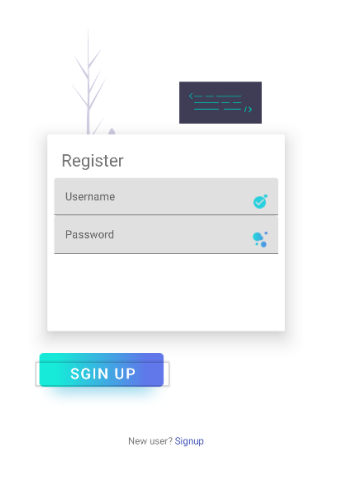 Register
Username
Password
SGIN UP
New user? Signup